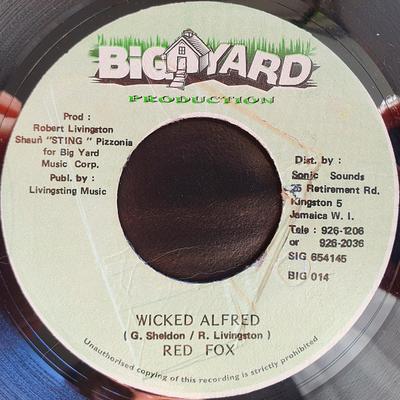 BIG YARD
PRODUCTION
Prod :
Robert Livingston
Shaun "STING" Pizzonia
for Big Yard
Music Corp.
Publ. by :
Livingsting Music
Dist. by :
Sonic Sounds
25 Retirement Rd.
Kingston 5
Jamaica W. I.
Tele : 926-1206
or 926-2036
SIG 654145
BIG 014
WICKED ALFRED
( G. Sheldon / R. Livingston )
RED FOX
Unauthorised copying of this recording is strictly prohibited